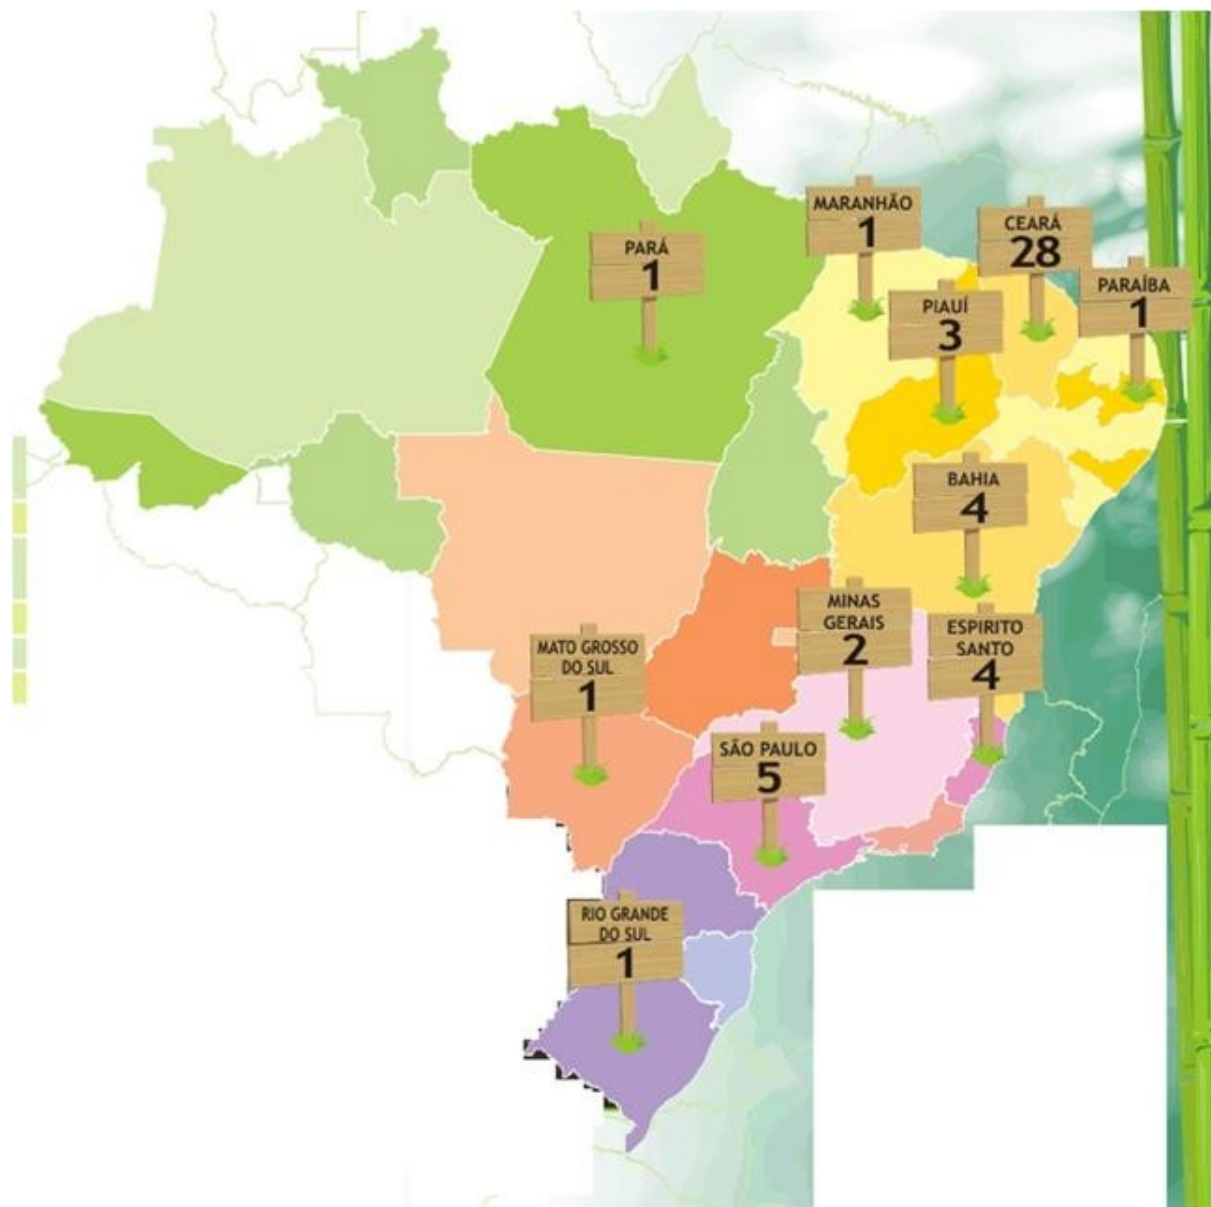 MARANHÃO
1
CEARÁ
28
PARÁ
1
PARAÍBA
1
PIAUÍ
3
BAHIA
4
MINAS
GERAIS
2
ESPIRITO
SANTO
4
MATO GROSSO
DO SUL
1
SÃO PAULO
5
RIO GRANDE
DO SUL
1